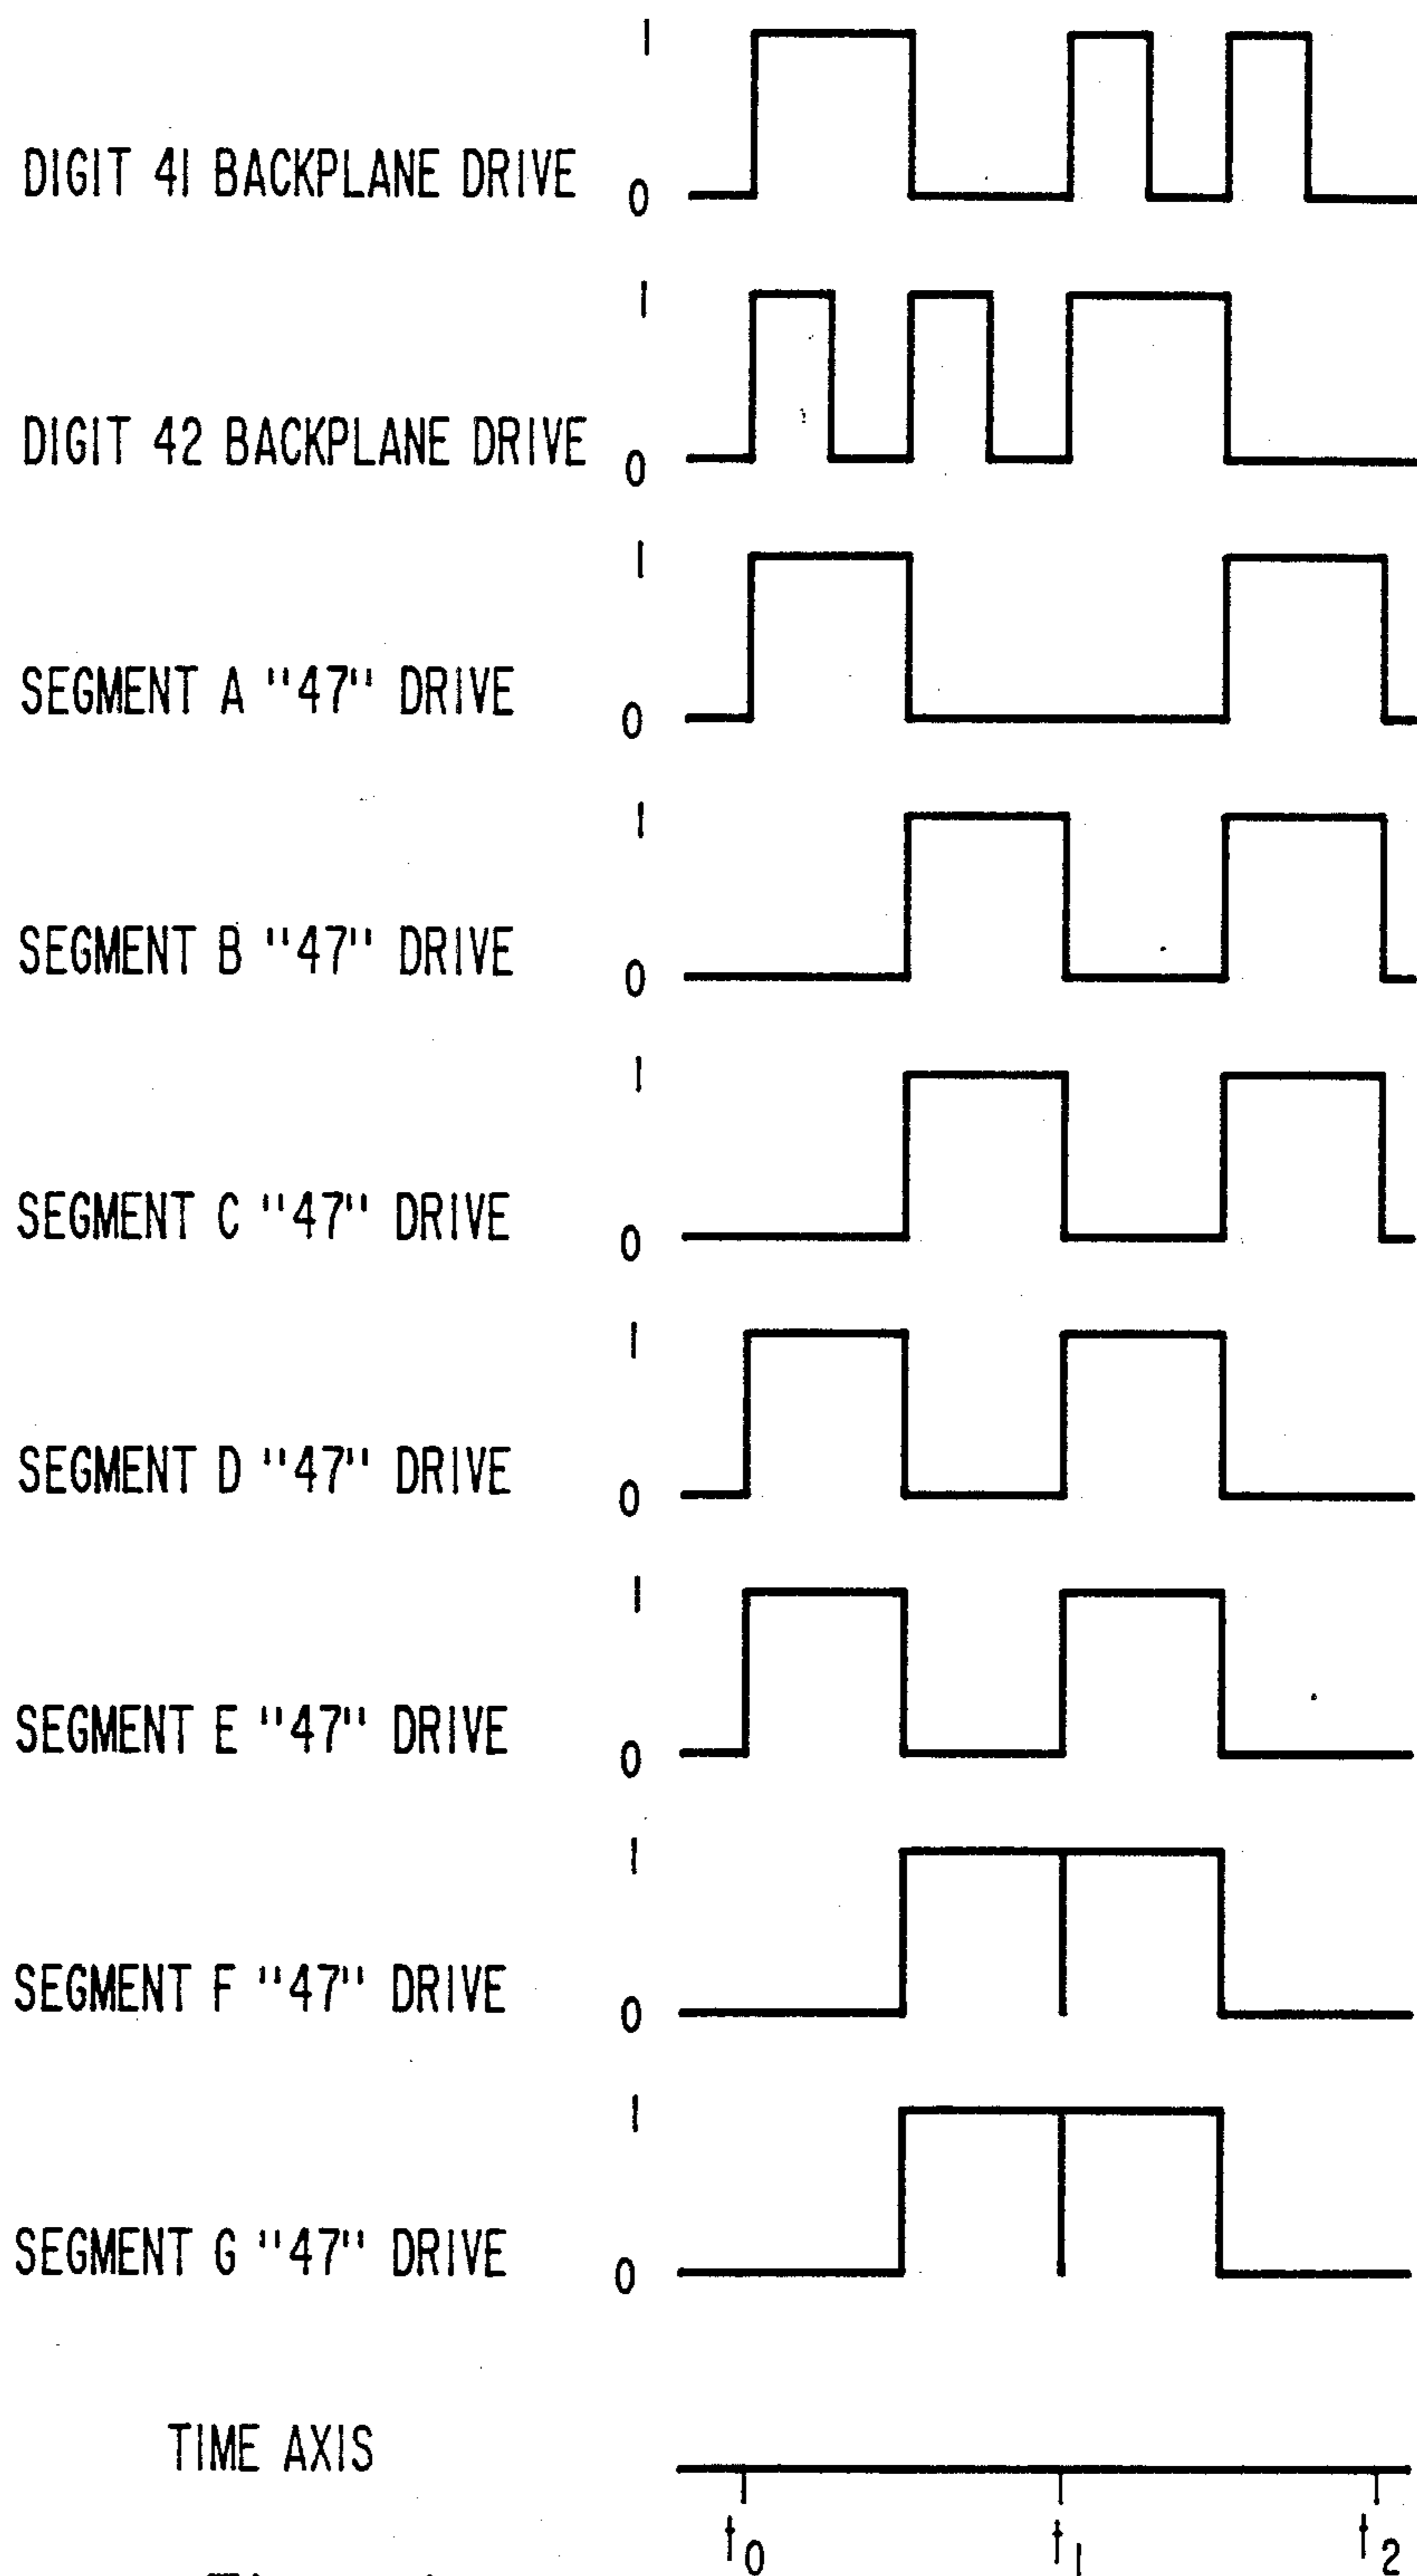 1
DIGIT 41 BACKPLANE DRIVE 0
1
DIGIT 42 BACKPLANE DRIVE 0
1
SEGMENT A "47" DRIVE 0
1
SEGMENT B "47" DRIVE 0
1
SEGMENT C "47" DRIVE 0
1
SEGMENT D "47" DRIVE 0
1
SEGMENT E "47" DRIVE 0
1
SEGMENT F "47" DRIVE 0
1
SEGMENT G "47" DRIVE 0
TIME AXIS
t0 t1 t2